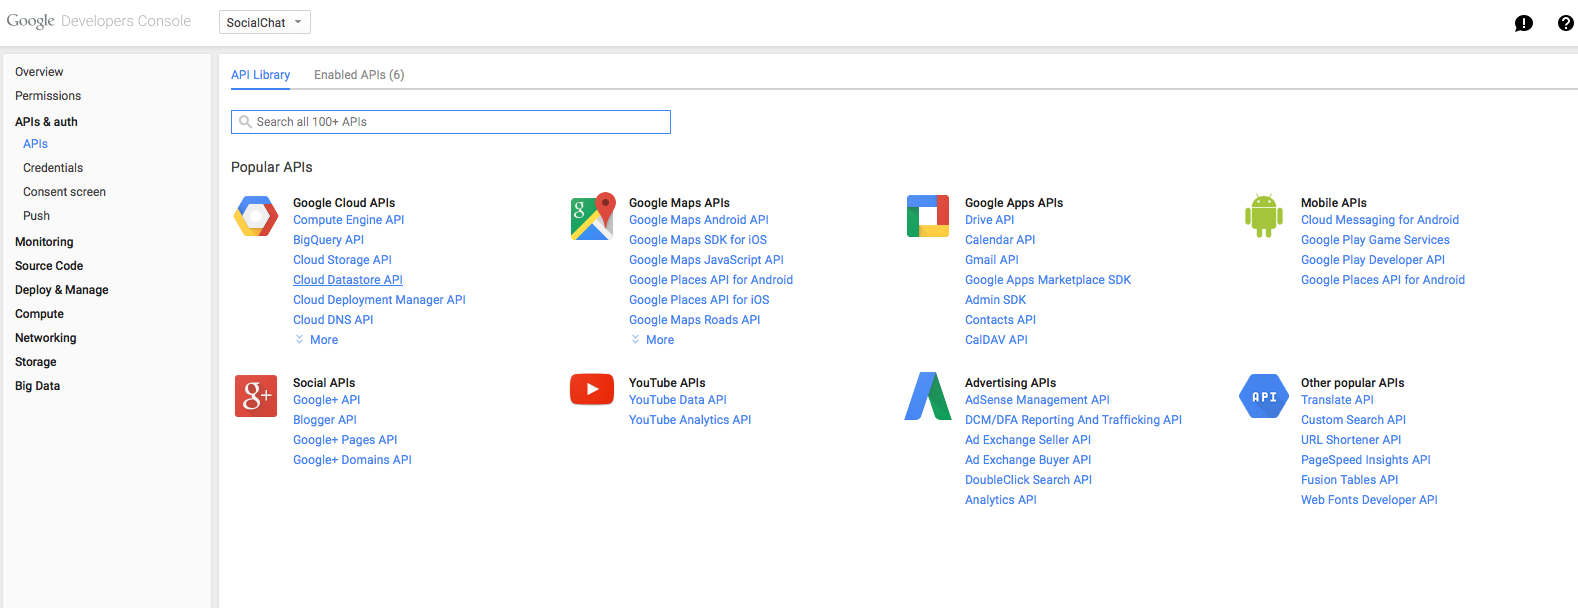 Google Developers Console
SocialChat
Overview
Permissions
APIs & auth
APIs
Credentials
Consent screen
Push
Monitoring
Source Code
Deploy & Manage
Compute
Networking
Storage
Big Data
API Library
Enabled APIs (6)
Search all 100+ APIs
Popular APIs
Google Cloud APIs
Compute Engine API
BigQuery API
Cloud Storage API
Cloud Datastore API
Cloud Deployment Manager API
Cloud DNS API
More
g
Google Maps APIs
Google Maps Android API
Google Maps SDK for iOS
Google Maps JavaScript API
Google Places API for Android
Google Places API for iOS
Google Maps Roads API
More
Google Apps APIs
Drive API
Calendar API
Gmail API
Google Apps Marketplace SDK
Admin SDK
Contacts API
CalDAV API
Mobile APIs
Cloud Messaging for Android
Google Play Game Services
Google Play Developer API
Google Places API for Android
g+
Social APIs
Google+ API
Blogger API
Google+ Pages API
Google+ Domains API
YouTube APIs
YouTube Data API
YouTube Analytics API
Advertising APIs
AdSense Management API
DCM/DFA Reporting And Trafficking API
Ad Exchange Seller API
Ad Exchange Buyer API
DoubleClick Search API
Analytics API
API
Other popular APIs
Translate API
Custom Search API
URL Shortener API
PageSpeed Insights API
Fusion Tables API
Web Fonts Developer API